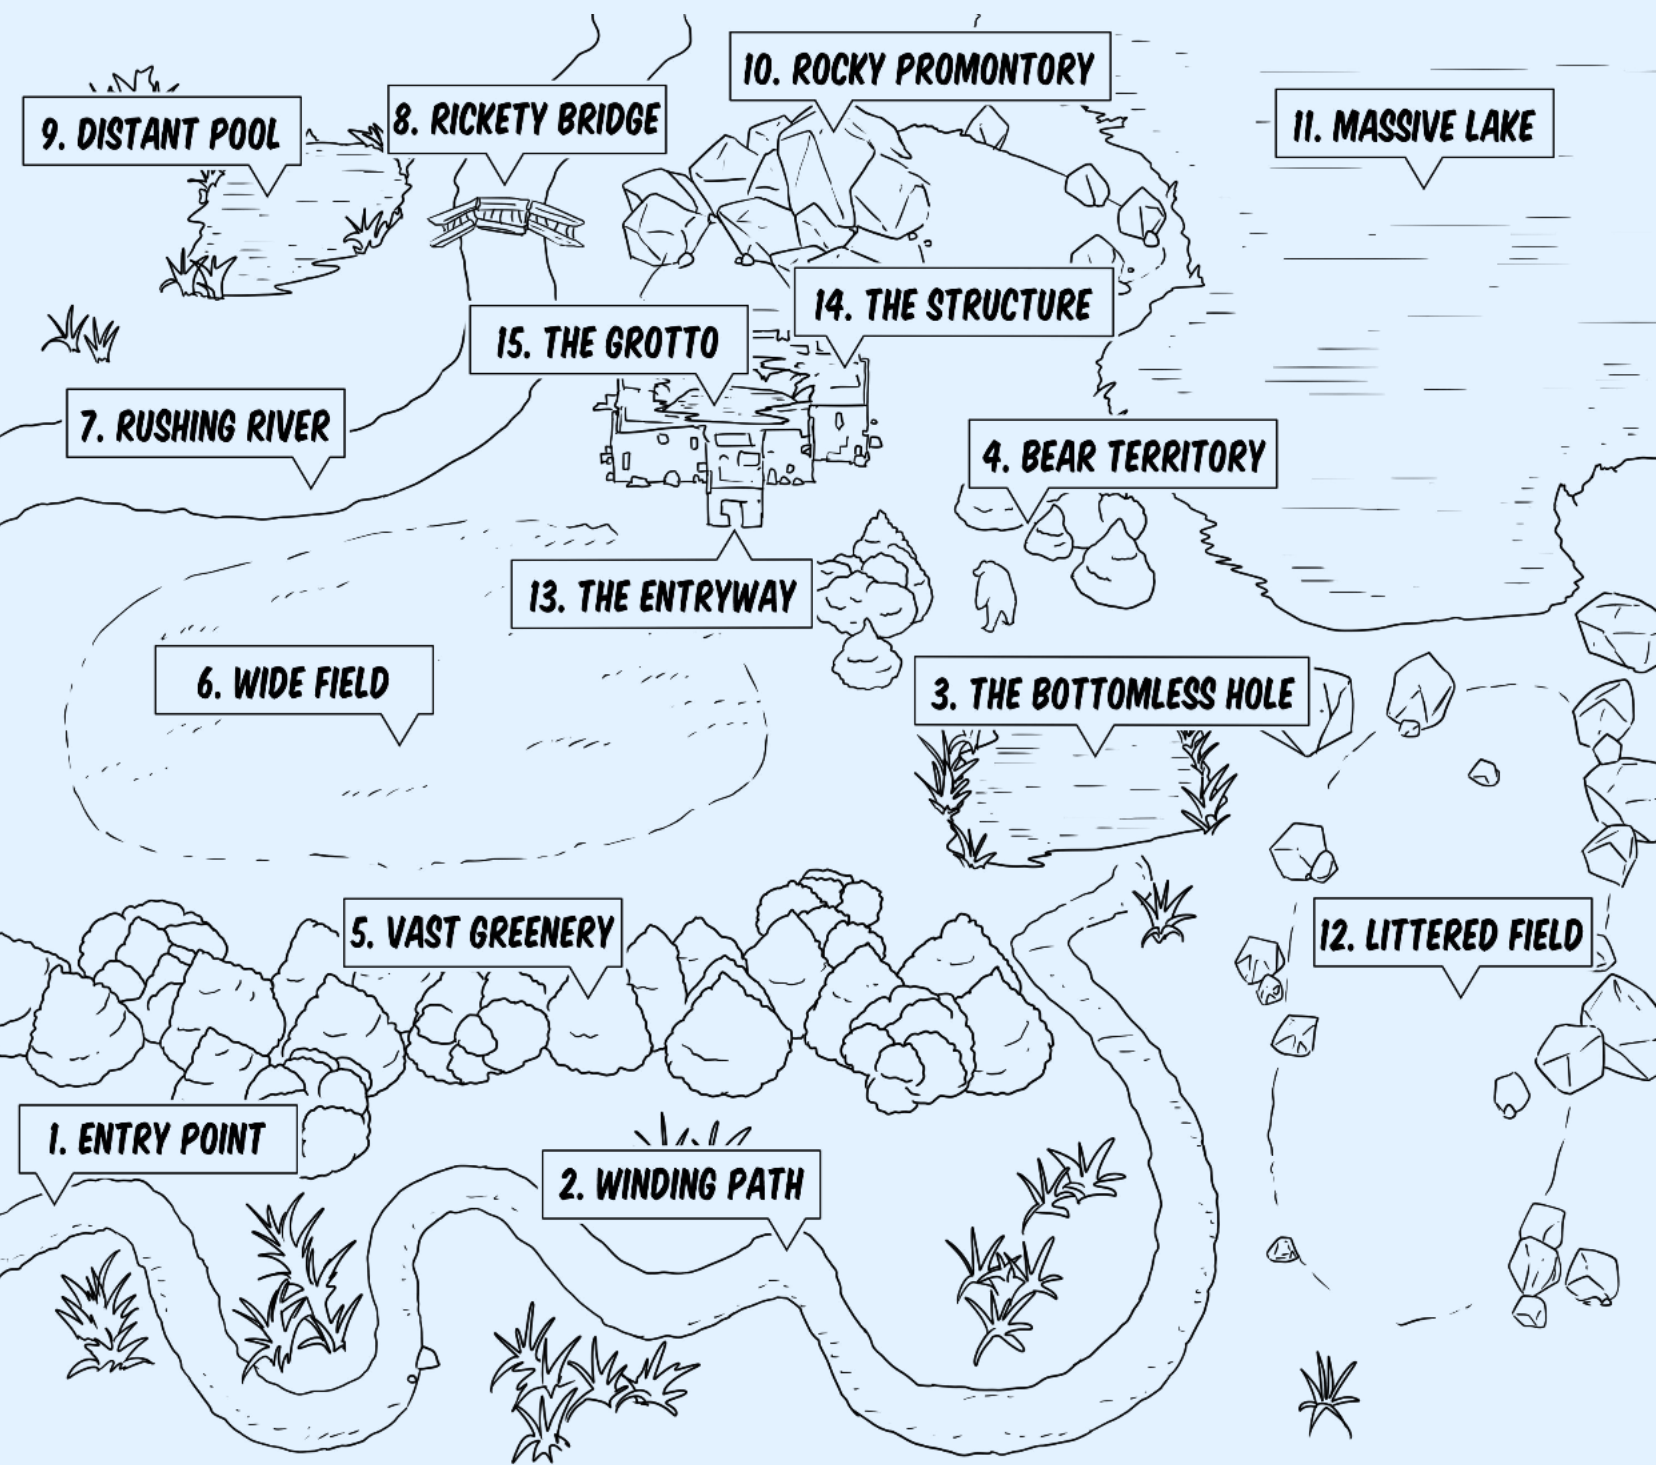 10. ROCKY PROMONTORY
9. DISTANT POOL
8. RICKETY BRIDGE
11. MASSIVE LAKE
14. THE STRUCTURE
15. THE GROTTO
7. RUSHING RIVER
4. BEAR TERRITORY
13. THE ENTRYWAY
6. WIDE FIELD
3. THE BOTTOMLESS HOLE
5. VAST GREENERY
12. LITTERED FIELD
1. ENTRY POINT
2. WINDING PATH